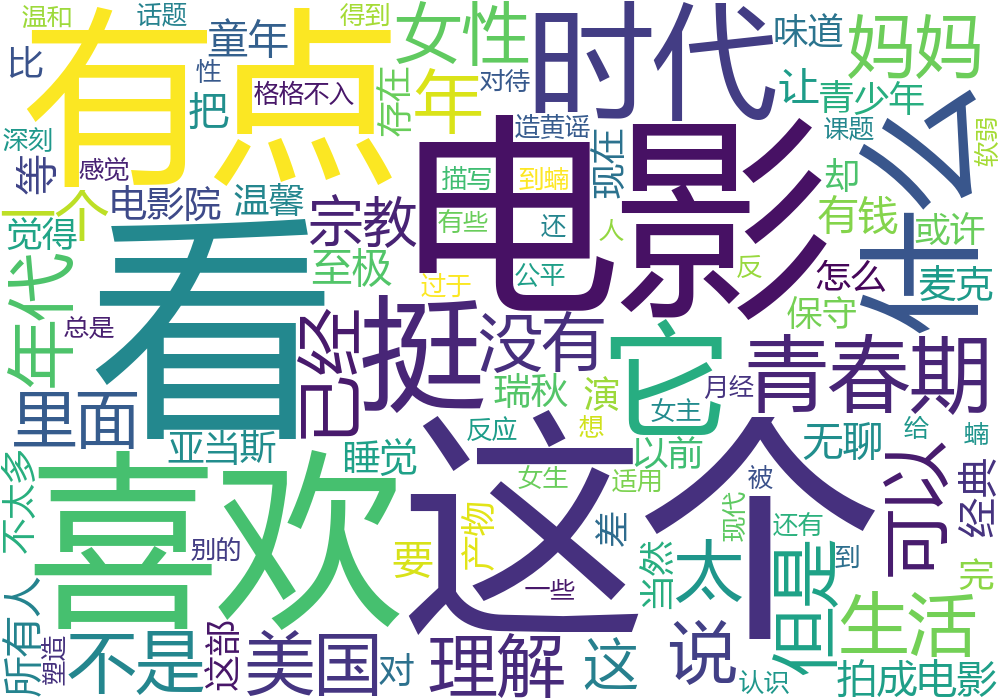 温和
话题
得到
女性
时代
味道
妈妈
有点
童年
比
性
把
格格不入
存在
年
对待
让
青少年
什么
深刻
等
感觉
造黄谣
现在
课题
软弱
电影
描写
到蝻
却
一个
电影院
温馨
宗教
有些
还
人
有钱
或许
觉得
至极
过于
公平
反
怎么
麦克
年代
看
总是
已经
挺
没有
它
保守
青春期
里面
瑞秋
演
月经
亚当斯
睡觉
反应
想
女主
以前
无聊
给
蝻
不太多
喜欢
这个
女生
适用
被
可以
经典
别的
要
产物
差
现代
还有
当然
太
但是
到
完
一些
所有人
塑造
不是
这部
美国
对
理解
这
说
认识
生活
拍成电影